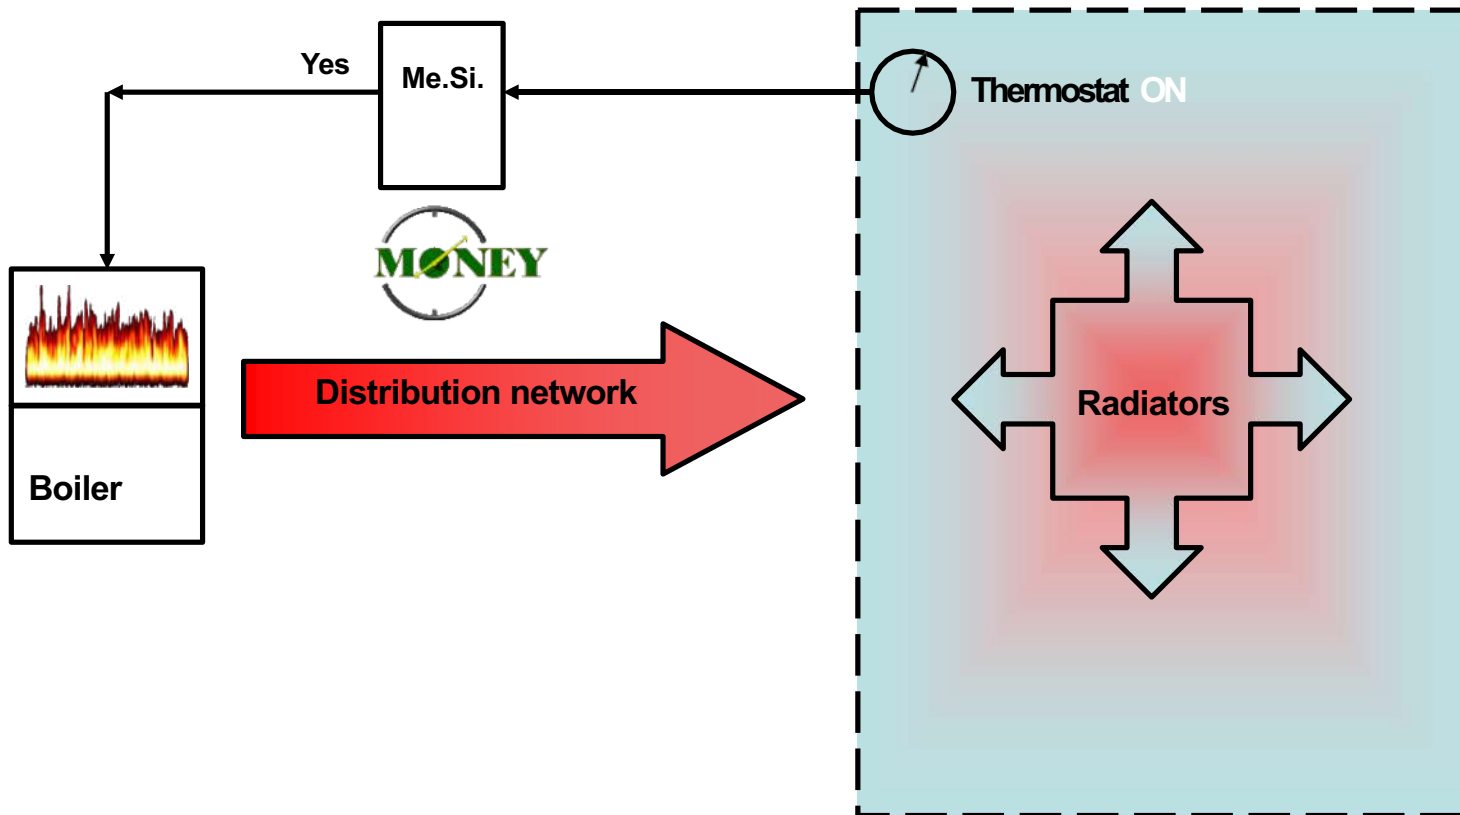 Yes
Me.Si.
Thermostat ON
MONEY
Distribution network
Radiators
Boiler